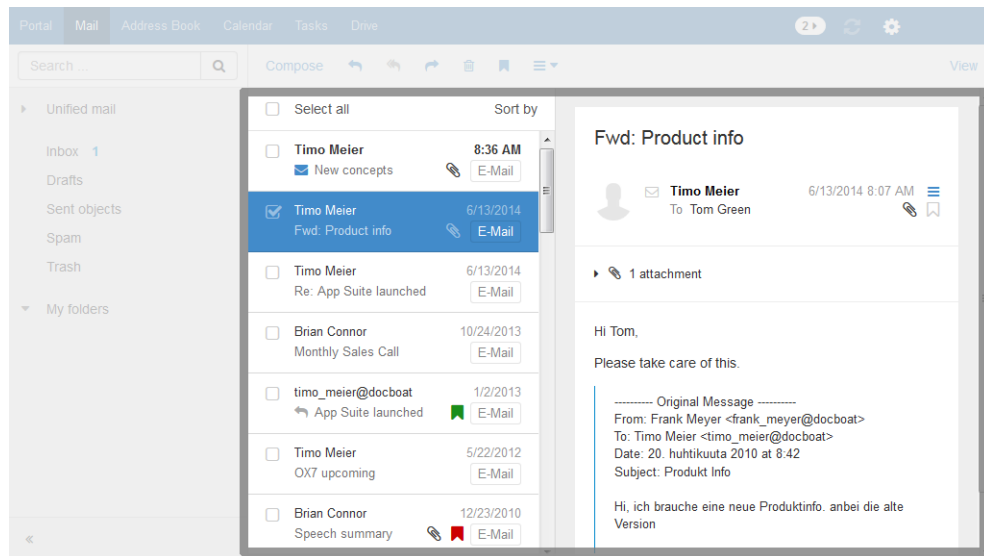 Portal Mail Address Book Calendar Tasks Drive 2
Search ...
Compose View
Unified mail
Inbox 1
Drafts
Sent objects
Spam
Trash
My folders
Select all Sort by
Timo Meier 8:36 AM
New concepts E-Mail
Timo Meier 6/13/2014
Fwd: Product info E-Mail
Timo Meier 6/13/2014
Re: App Suite launched E-Mail
Brian Connor 10/24/2013
Monthly Sales Call E-Mail
timo_meier@docboat 1/2/2013
App Suite launched E-Mail
Timo Meier 5/22/2012
OX7 upcoming E-Mail
Brian Connor 12/23/2010
Speech summary E-Mail
Fwd: Product info
Timo Meier 6/13/2014 8:07 AM
To Tom Green
1 attachment
Hi Tom,
Please take care of this.
---------- Original Message ----------
From: Frank Meyer <frank_meyer@docboat>
To: Timo Meier <timo_meier@docboat>
Date: 20. huhtikuuta 2010 at 8:42
Subject: Produkt Info
Hi, ich brauche eine neue Produktinfo. anbei die alte
Version